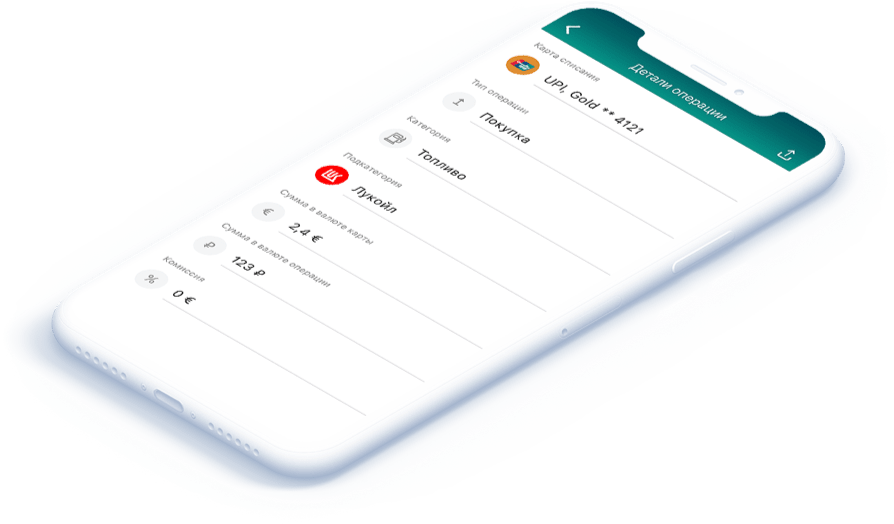 Детали операции
Карта списания
UPI, Gold ** 4121
Тип операции
Покупка
Категория
Топливо
Подкатегория
Лукойл
Сумма в валюте карты
€
2,4 €
Сумма в валюте операции
₽
123 ₽
Комиссия
%
0 €